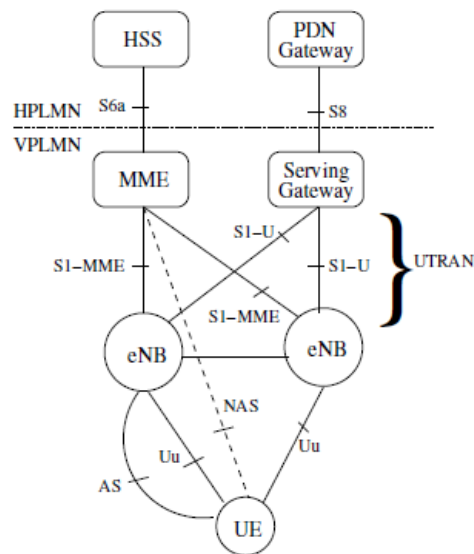 HSS
PDN
Gateway
S6a
S8
HPLMN
VPLMN
MME
Serving
Gateway
S1-U
S1-MME
S1-U
UTRAN
S1-MME
eNB
eNB
NAS
Uu
Uu
AS
UE